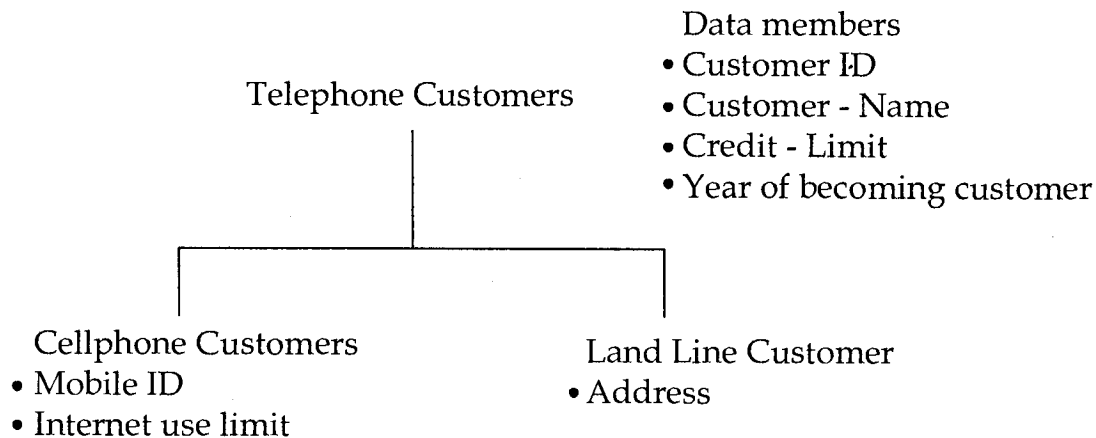 Data members
• Customer ID
Telephone Customers
• Customer - Name
• Credit - Limit
• Year of becoming customer
Cellphone Customers
• Mobile ID
• Internet use limit
Land Line Customer
• Address